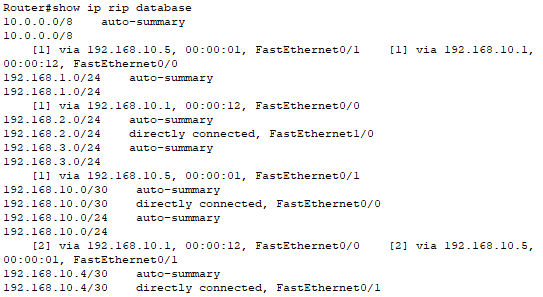 Router#show ip rip database
10.0.0.0/8    auto-summary
10.0.0.0/8
    [1] via 192.168.10.5, 00:00:01, FastEthernet0/1    [1] via 192.168.10.1,
00:00:12, FastEthernet0/0
192.168.1.0/24    auto-summary
192.168.1.0/24
    [1] via 192.168.10.1, 00:00:12, FastEthernet0/0
192.168.2.0/24    auto-summary
192.168.2.0/24    directly connected, FastEthernet1/0
192.168.3.0/24    auto-summary
192.168.3.0/24
    [1] via 192.168.10.5, 00:00:01, FastEthernet0/1
192.168.10.0/30    auto-summary
192.168.10.0/30    directly connected, FastEthernet0/0
192.168.10.0/24    auto-summary
192.168.10.0/24
    [2] via 192.168.10.1, 00:00:12, FastEthernet0/0    [2] via 192.168.10.5,
00:00:01, FastEthernet0/1
192.168.10.4/30    auto-summary
192.168.10.4/30    directly connected, FastEthernet0/1